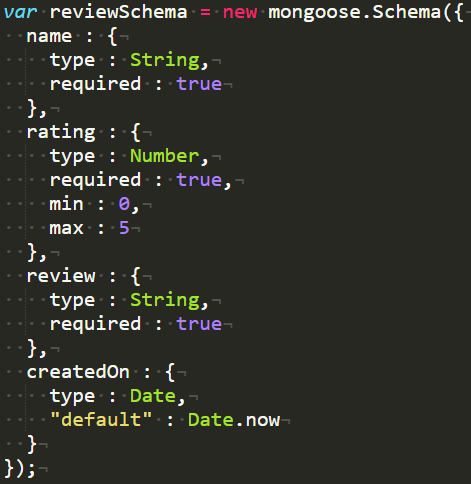 var reviewSchema = new mongoose.Schema({
  name : {
    type : String,
    required : true
  },
  rating : {
    type : Number,
    required : true,
    min : 0,
    max : 5
  },
  review : {
    type : String,
    required : true
  },
  createdOn : {
    type : Date,
    "default" : Date.now
  }
});